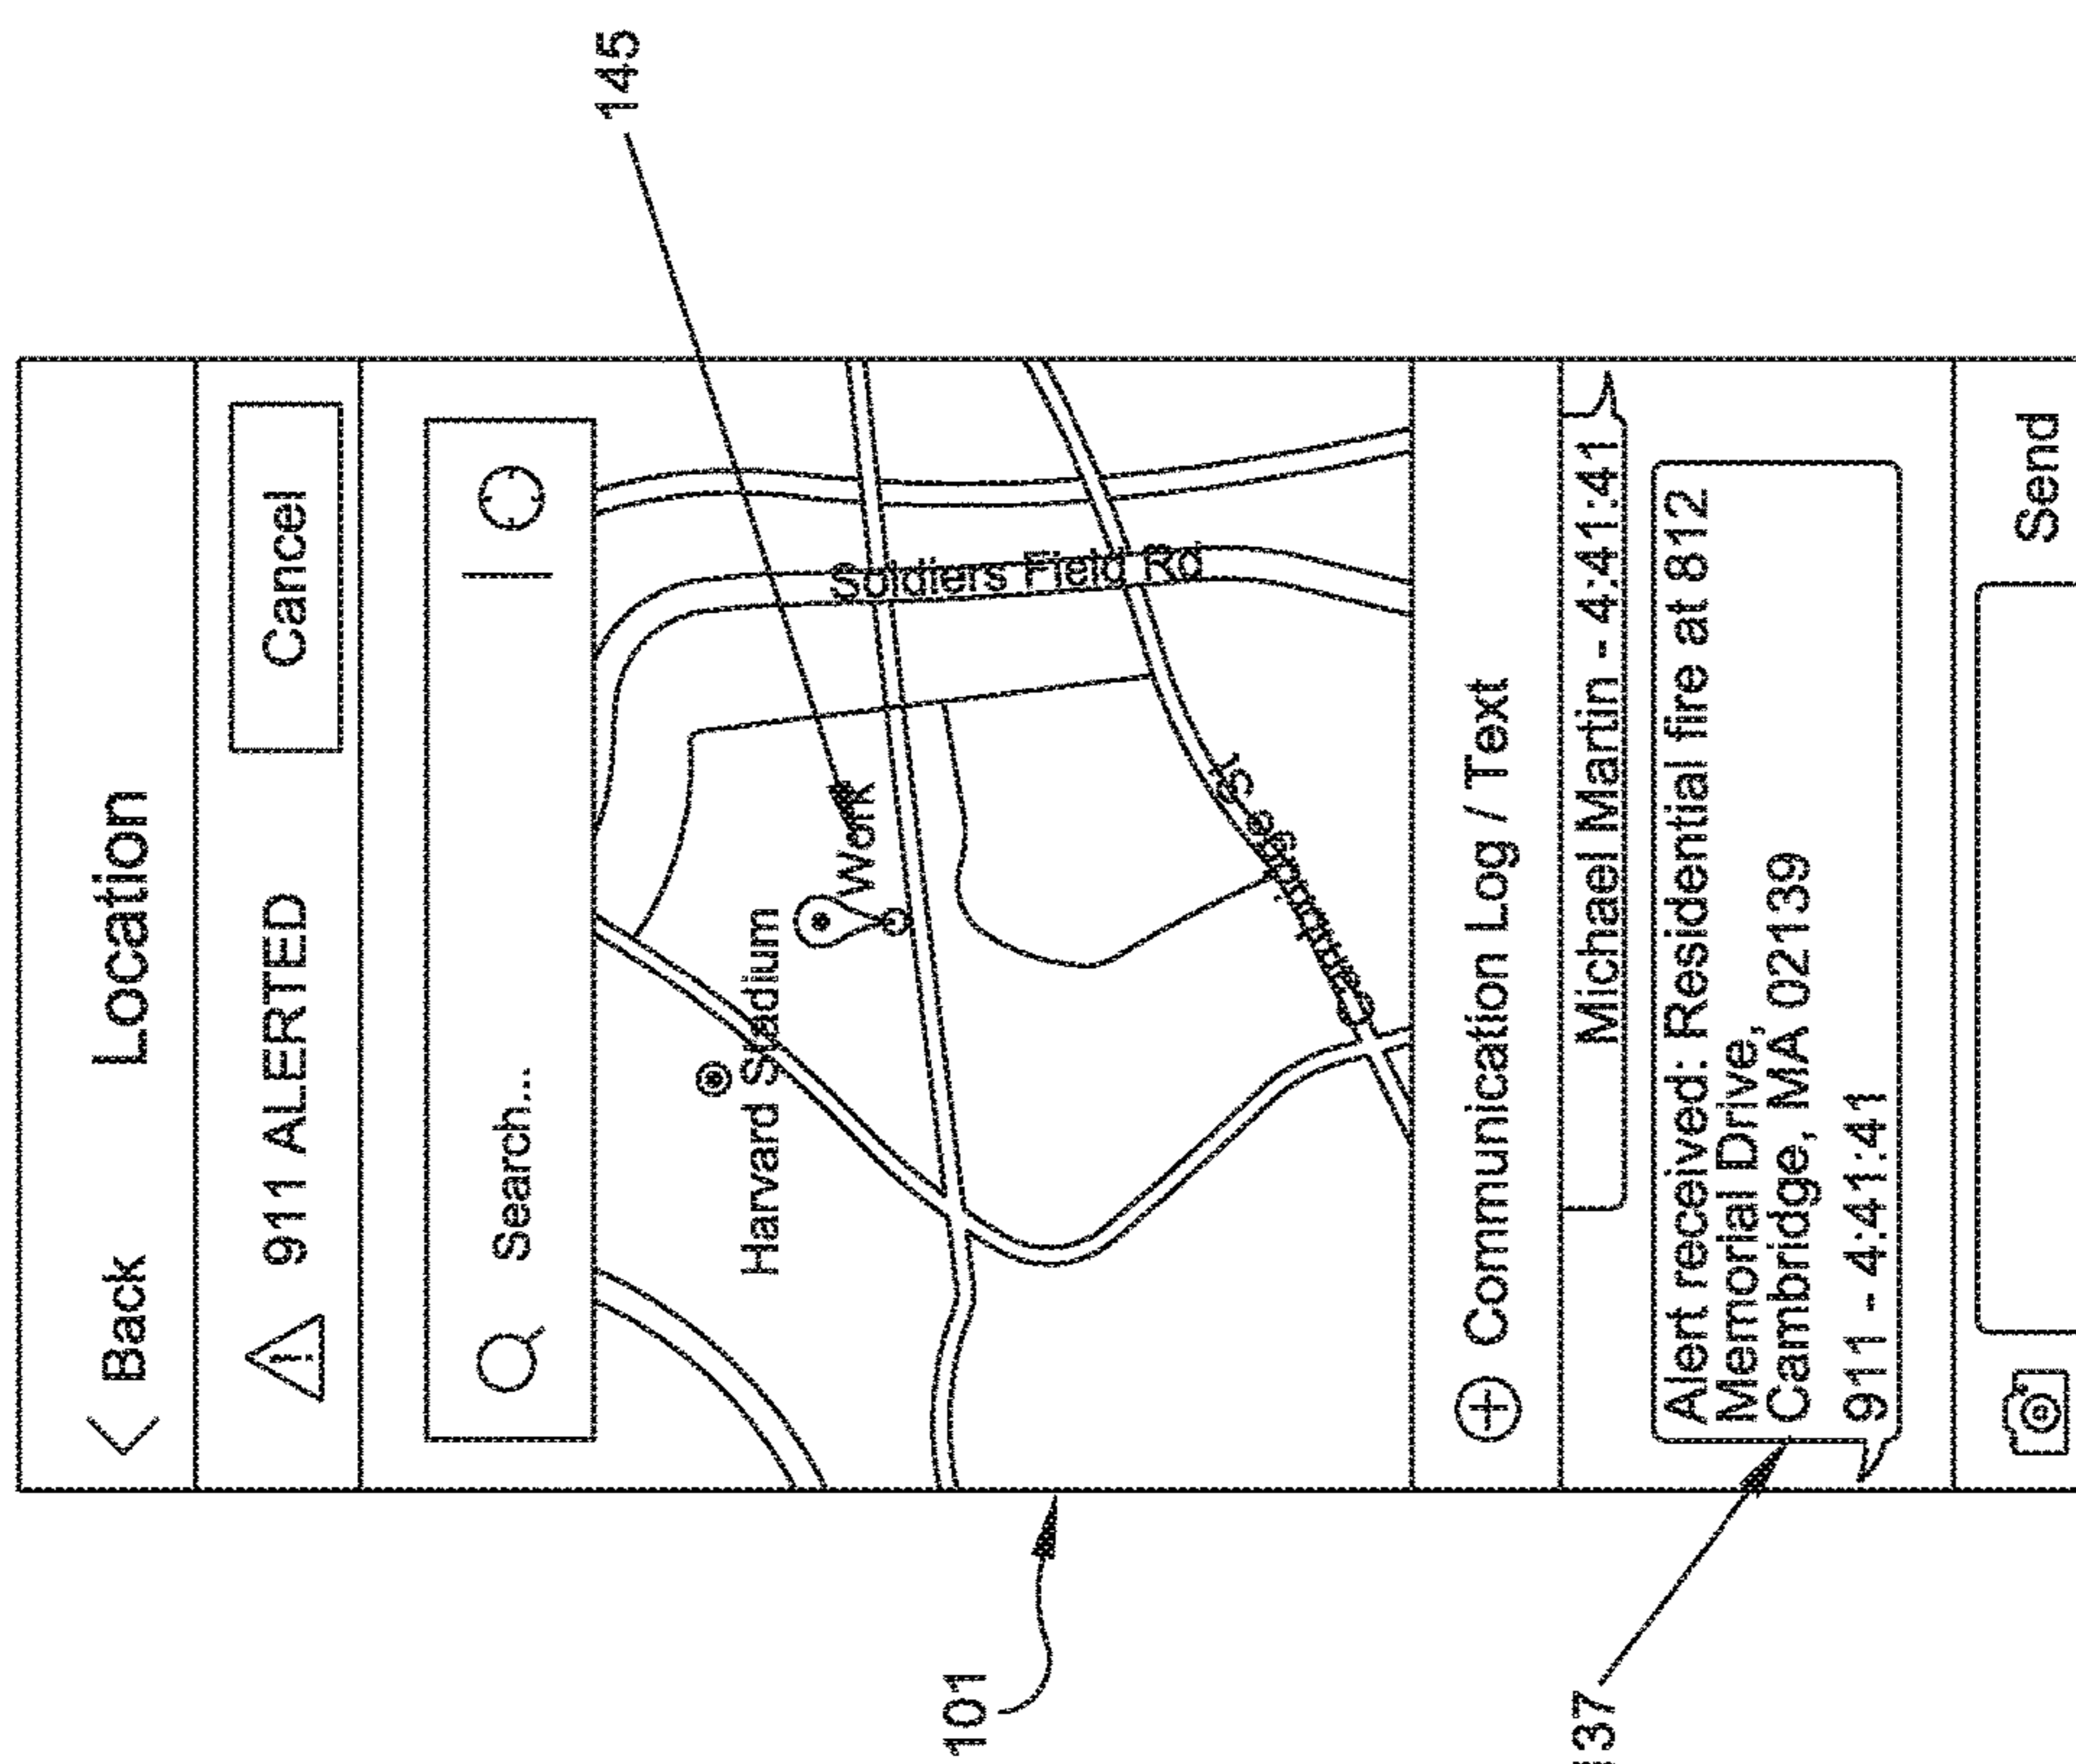 Back Location
911 ALERTED Cancel
Search...
145
Harvard Stadium
Work
Soldiers Field Rd
Cambridge St
101
Communication Log / Text
Michael Martin - 4:41:41
Alert received: Residential fire at 812
Memorial Drive,
Cambridge, MA 02139
911 - 4:41:41
Send